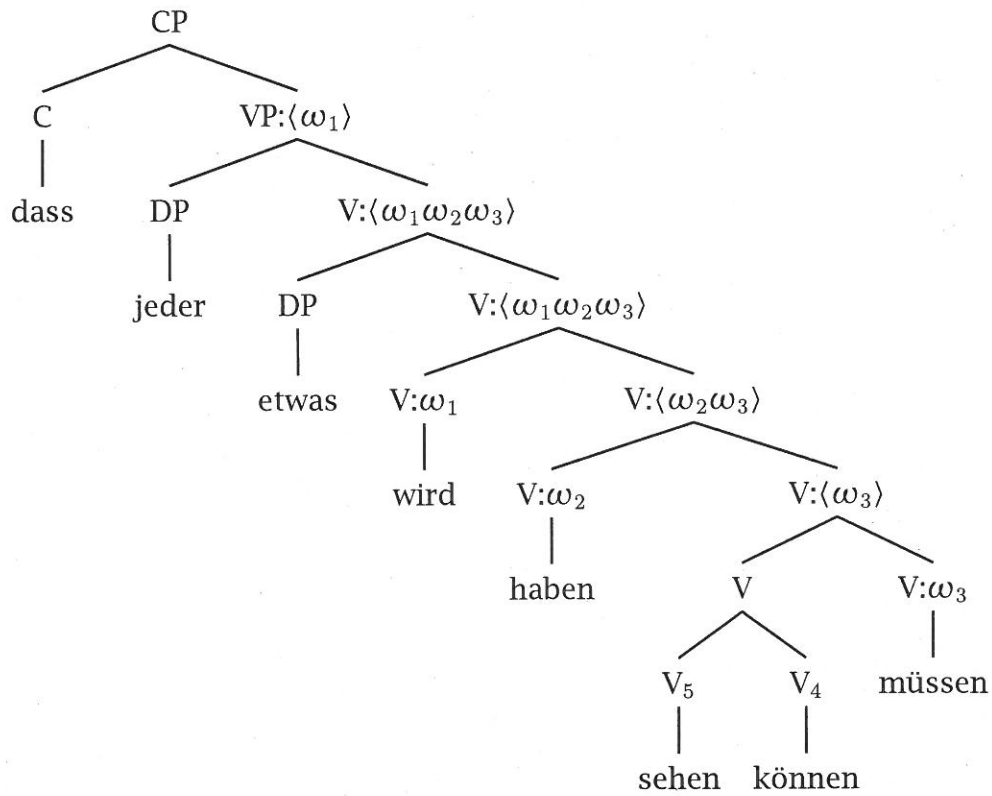 CP
C VP:⟨ω₁⟩
dass DP V:⟨ω₁ω₂ω₃⟩
jeder DP V:⟨ω₁ω₂ω₃⟩
etwas V:ω₁ V:⟨ω₂ω₃⟩
wird V:ω₂ V:⟨ω₃⟩
haben V V:ω₃
V₅ V₄ müssen
sehen können